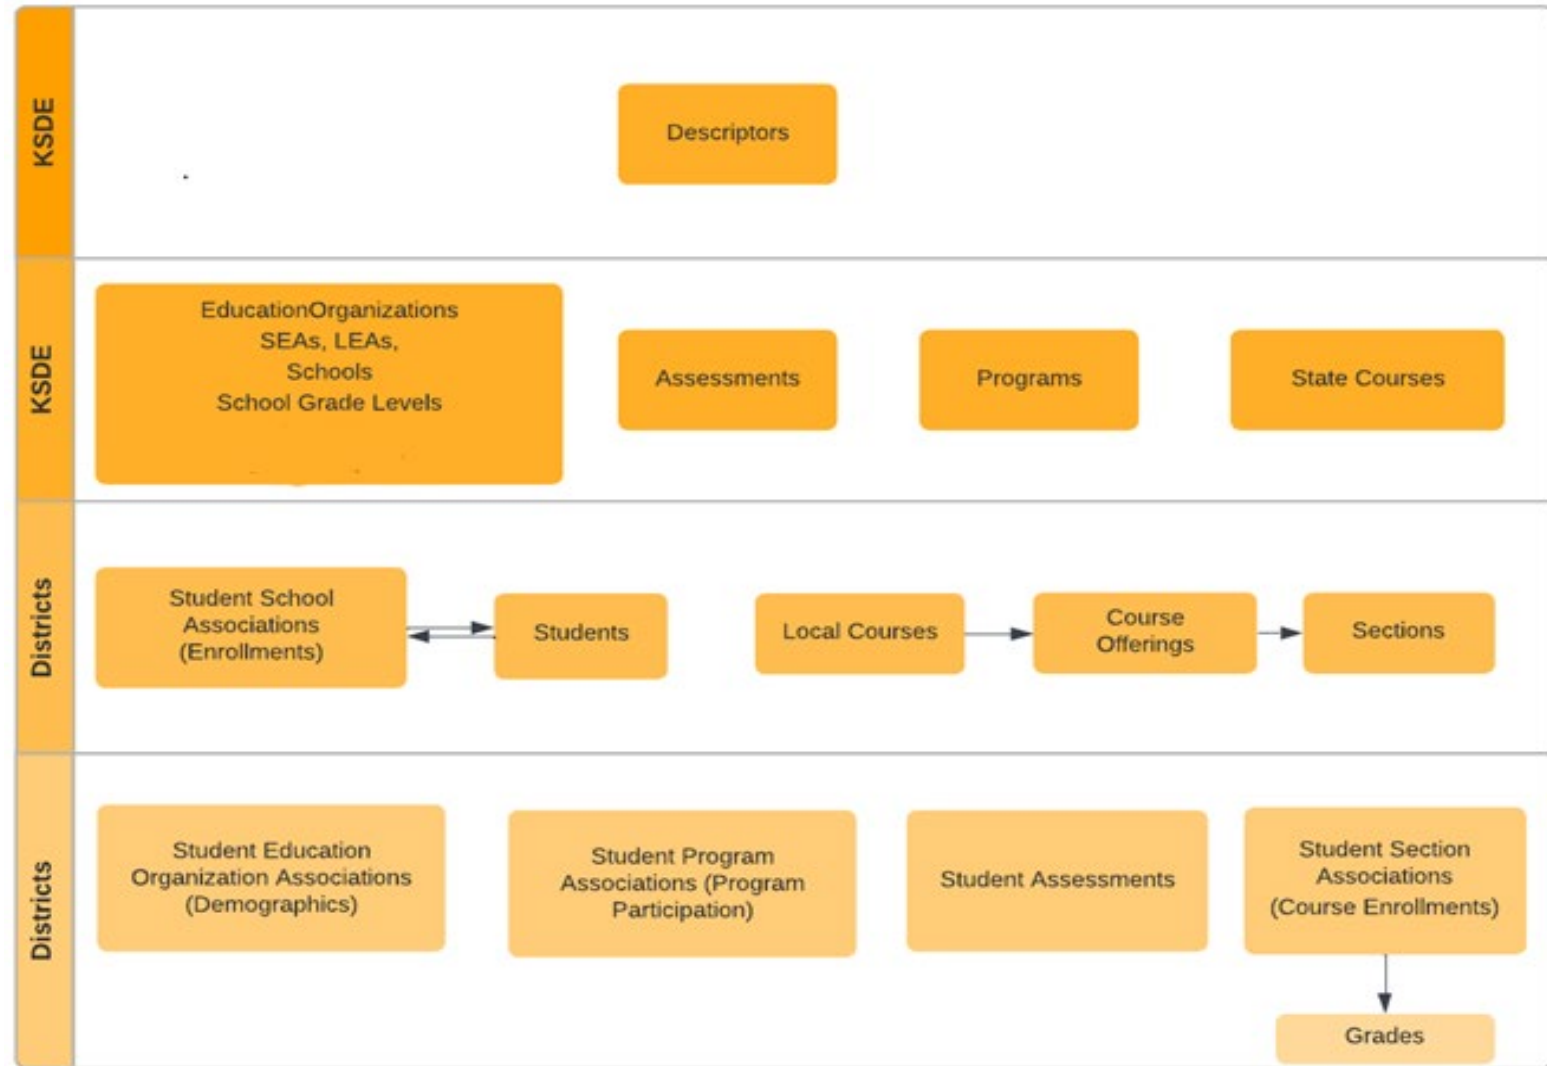 KSDE
Descriptors
KSDE
EducationOrganizations
SEAs, LEAs,
Schools
School Grade Levels
Assessments
Programs
State Courses
Districts
Student School
Associations
(Enrollments)
Students
Local Courses
Course
Offerings
Sections
Districts
Student Education
Organization Associations
(Demographics)
Student Program
Associations (Program
Participation)
Student Assessments
Student Section
Associations
(Course Enrollments)
Grades